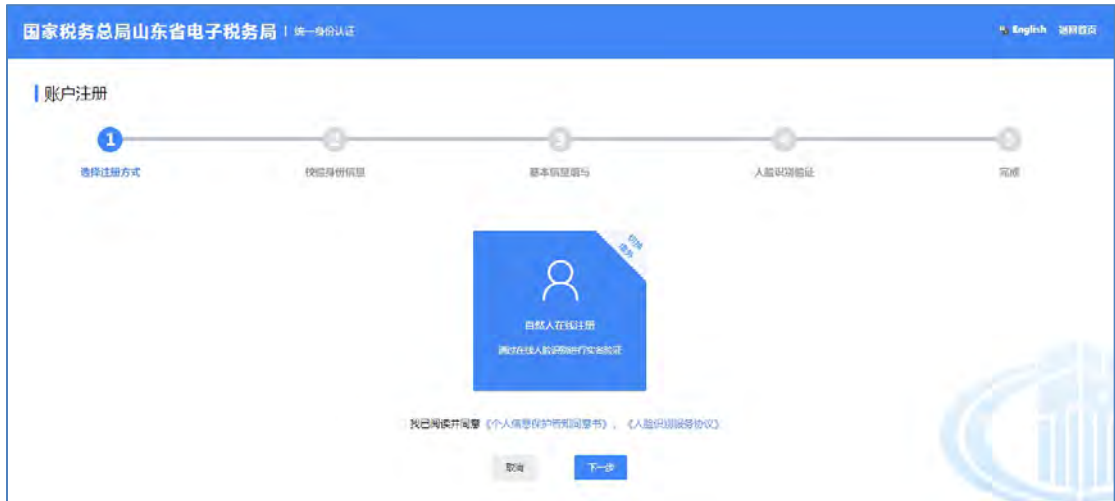 国家税务总局山东省电子税务局 | 统一身份认证
English 返回首页
账户注册
1
选择注册方式
校验身份信息
基本信息填写
人脸识别验证
完成
切换
境外
自然人在线注册
通过在线人脸识别进行实名验证
我已阅读并同意《个人信息保护告知同意书》、《人脸识别服务协议》
取消
下一步